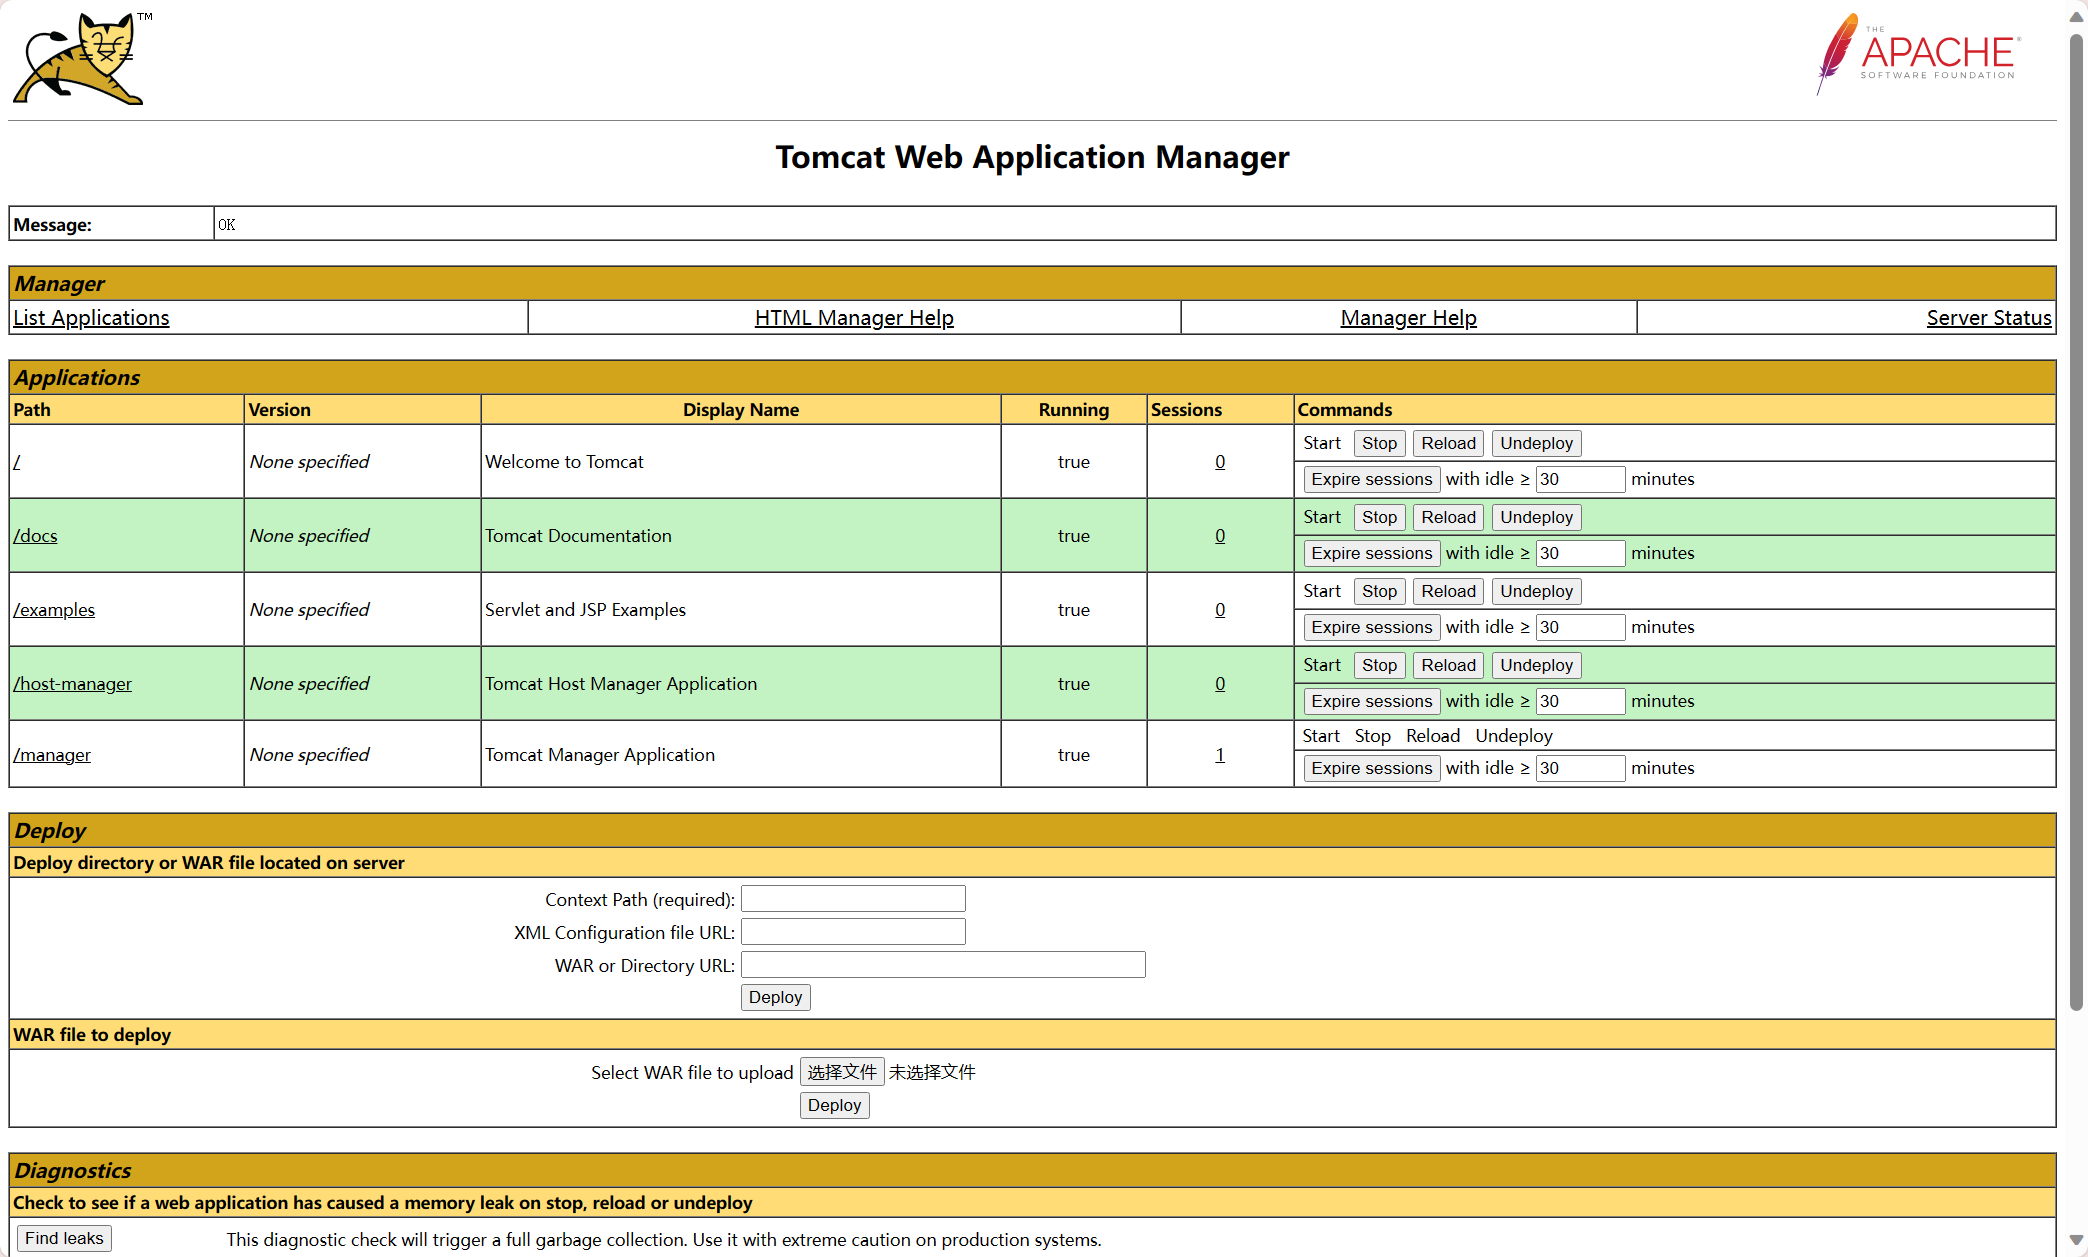 TM
THE
APACHE®
SOFTWARE FOUNDATION
Tomcat Web Application Manager
Message: OK
Manager
List Applications HTML Manager Help Manager Help Server Status
Applications
Path Version Display Name Running Sessions Commands
/ None specified Welcome to Tomcat true 0 Start Stop Reload Undeploy
Expire sessions with idle ≥ 30 minutes
/docs None specified Tomcat Documentation true 0 Start Stop Reload Undeploy
Expire sessions with idle ≥ 30 minutes
/examples None specified Servlet and JSP Examples true 0 Start Stop Reload Undeploy
Expire sessions with idle ≥ 30 minutes
/host-manager None specified Tomcat Host Manager Application true 0 Start Stop Reload Undeploy
Expire sessions with idle ≥ 30 minutes
/manager None specified Tomcat Manager Application true 1 Start Stop Reload Undeploy
Expire sessions with idle ≥ 30 minutes
Deploy
Deploy directory or WAR file located on server
Context Path (required):
XML Configuration file URL:
WAR or Directory URL:
Deploy
WAR file to deploy
Select WAR file to upload 选择文件 未选择文件
Deploy
Diagnostics
Check to see if a web application has caused a memory leak on stop, reload or undeploy
Find leaks This diagnostic check will trigger a full garbage collection. Use it with extreme caution on production systems.